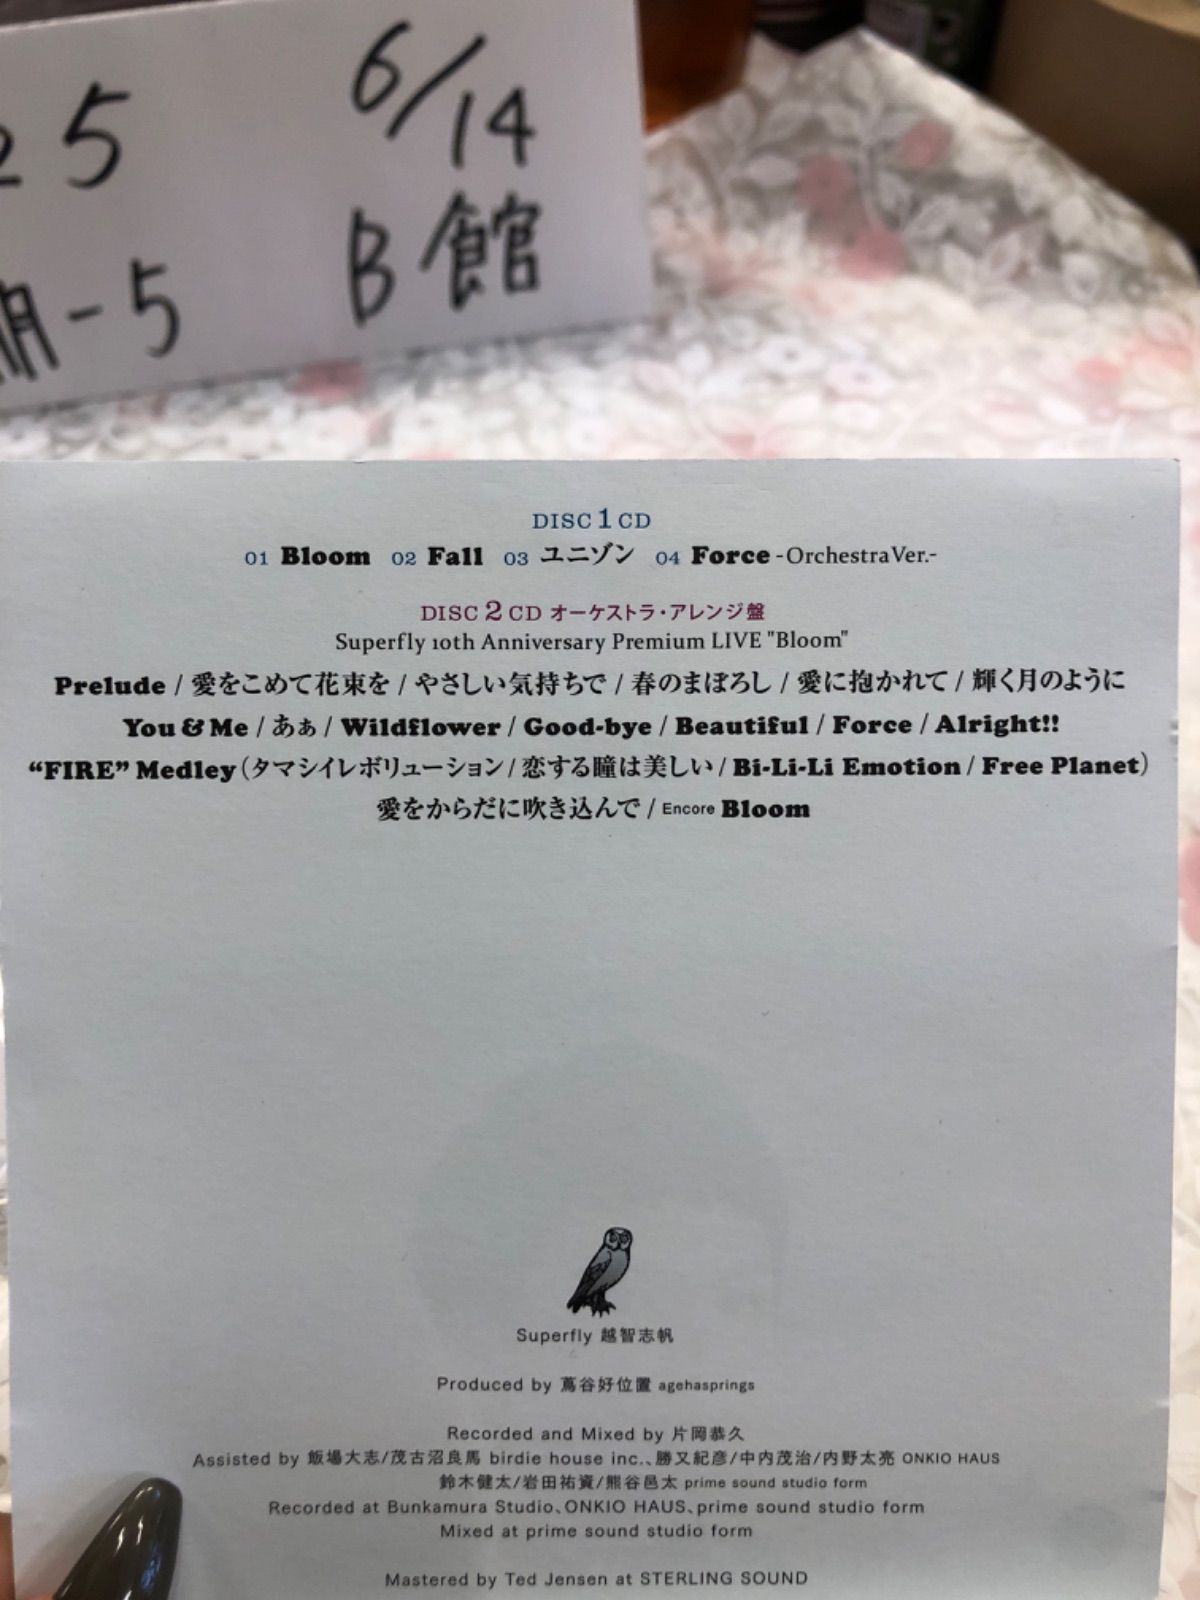 25 6/14
-5 B館
DISC 1 CD
01 Bloom 02 Fall 03 ユニゾン 04 Force -Orchestra Ver.-
DISC 2 CD オーケストラ・アレンジ盤
Superfly 10th Anniversary Premium LIVE "Bloom"
Prelude / 愛をこめて花束を / やさしい気持ちで / 春のまぼろし / 愛に抱かれて / 輝く月のように
You & Me / あぁ / Wildflower / Good-bye / Beautiful / Force / Alright!!
“FIRE” Medley(タマシイレボリューション / 恋する瞳は美しい / Bi-Li-Li Emotion / Free Planet)
愛をからだに吹き込んで / Encore Bloom
Superfly 越智志帆
Produced by 蔦谷好位置 agehasprings
Recorded and Mixed by 片岡恭久
Assisted by 飯場大志/茂古沼良馬 birdie house inc.、勝又紀彦/中内茂治/内野太亮 ONKIO HAUS
鈴木健太/岩田祐資/熊谷邑太 prime sound studio form
Recorded at Bunkamura Studio、ONKIO HAUS、prime sound studio form
Mixed at prime sound studio form
Mastered by Ted Jensen at STERLING SOUND